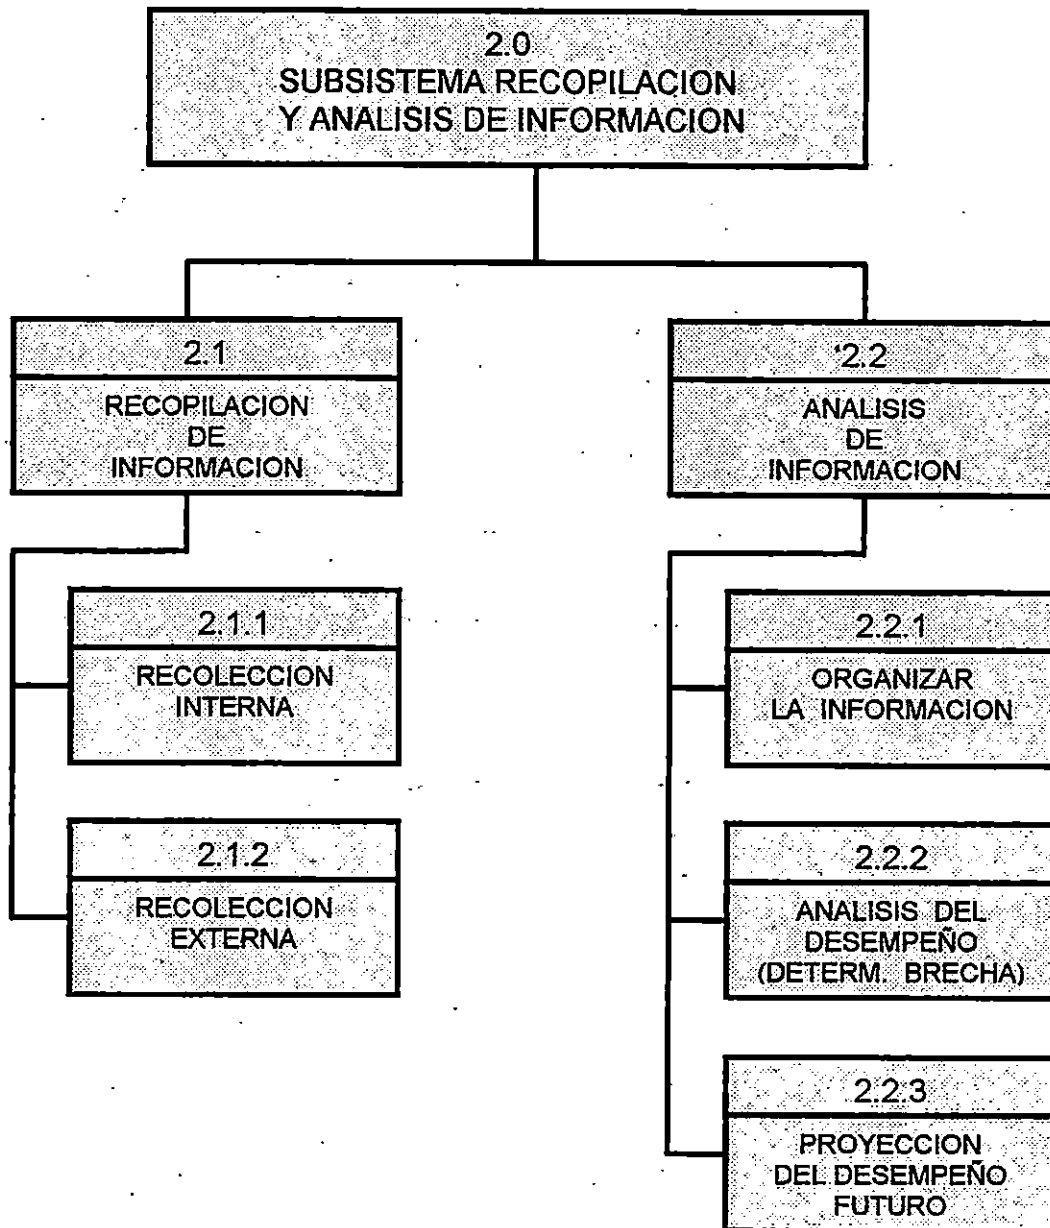 2.0
SUBSISTEMA RECOPILACION
Y ANALISIS DE INFORMACION
2.1
RECOPILACION
DE
INFORMACION
2.1.1
RECOLECCION
INTERNA
2.1.2
RECOLECCION
EXTERNA
'2.2
ANALISIS
DE
INFORMACION
2.2.1
ORGANIZAR
LA INFORMACION
2.2.2
ANALISIS DEL
DESEMPEÑO
(DETERM. BRECHA)
2.2.3
PROYECCION
DEL DESEMPEÑO
FUTURO